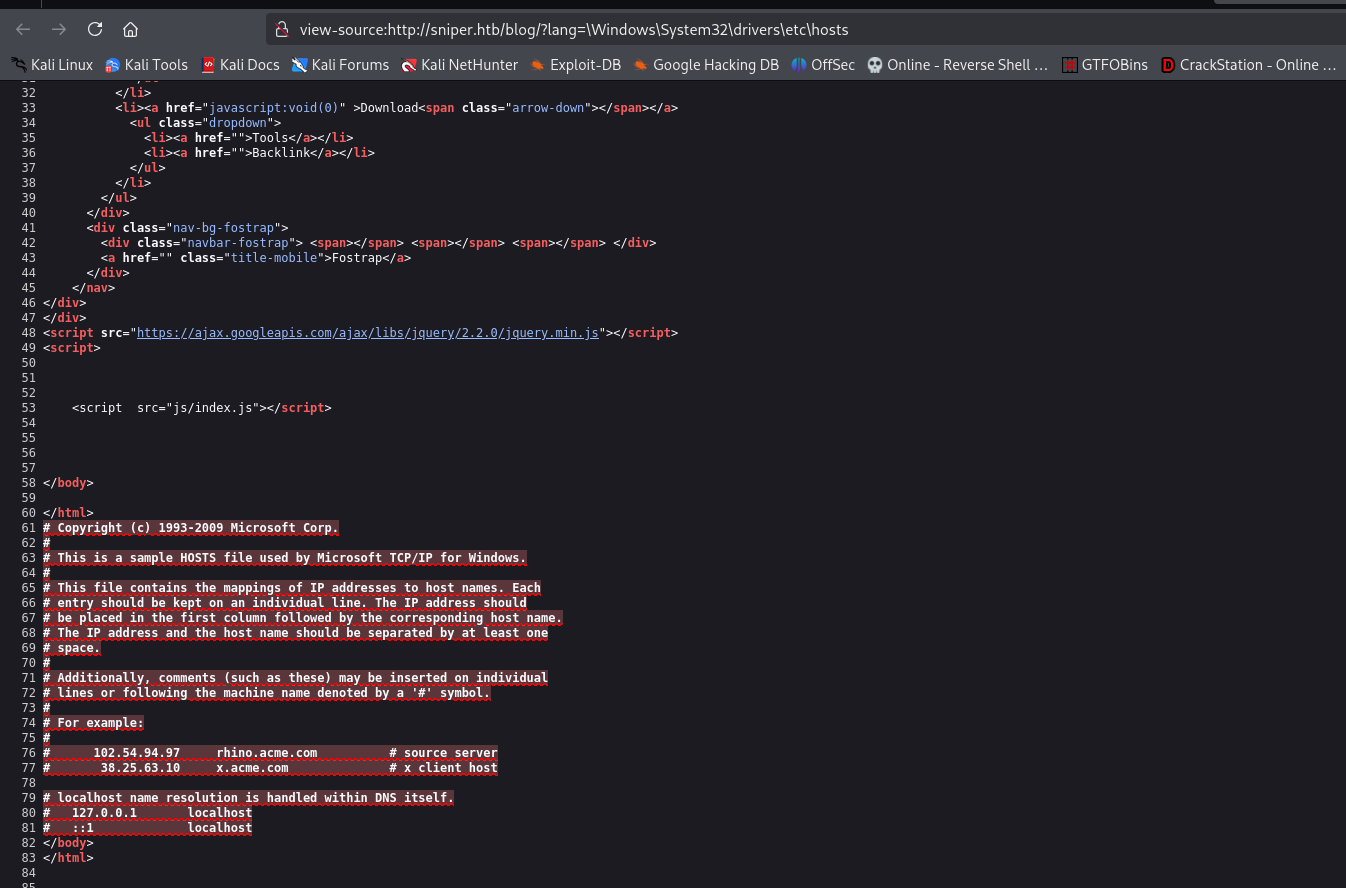 view-source:http://sniper.htb/blog/?lang=\Windows\System32\drivers\etc\hosts
Kali Linux Kali Tools Kali Docs Kali Forums Kali NetHunter Exploit-DB Google Hacking DB OffSec Online - Reverse Shell … GTFOBins CrackStation - Online …
32 </li>
33 <li><a href="javascript:void(0)" >Download<span class="arrow-down"></span></a>
34 <ul class="dropdown">
35 <li><a href="">Tools</a></li>
36 <li><a href="">Backlink</a></li>
37 </ul>
38 </li>
39 </ul>
40 </div>
41 <div class="nav-bg-fostrap">
42 <div class="navbar-fostrap"> <span></span> <span></span> <span></span> </div>
43 <a href="" class="title-mobile">Fostrap</a>
44 </div>
45 </nav>
46 </div>
47 </div>
48 <script src="https://ajax.googleapis.com/ajax/libs/jquery/2.2.0/jquery.min.js"></script>
49 <script>
50
51
52
53 <script  src="js/index.js"></script>
54
55
56
57
58 </body>
59
60 </html>
61 # Copyright (c) 1993-2009 Microsoft Corp.
62 #
63 # This is a sample HOSTS file used by Microsoft TCP/IP for Windows.
64 #
65 # This file contains the mappings of IP addresses to host names. Each
66 # entry should be kept on an individual line. The IP address should
67 # be placed in the first column followed by the corresponding host name.
68 # The IP address and the host name should be separated by at least one
69 # space.
70 #
71 # Additionally, comments (such as these) may be inserted on individual
72 # lines or following the machine name denoted by a '#' symbol.
73 #
74 # For example:
75 #
76 #      102.54.94.97     rhino.acme.com          # source server
77 #       38.25.63.10     x.acme.com              # x client host
78
79 # localhost name resolution is handled within DNS itself.
80 #   127.0.0.1       localhost
81 #   ::1             localhost
82 </body>
83 </html>
84